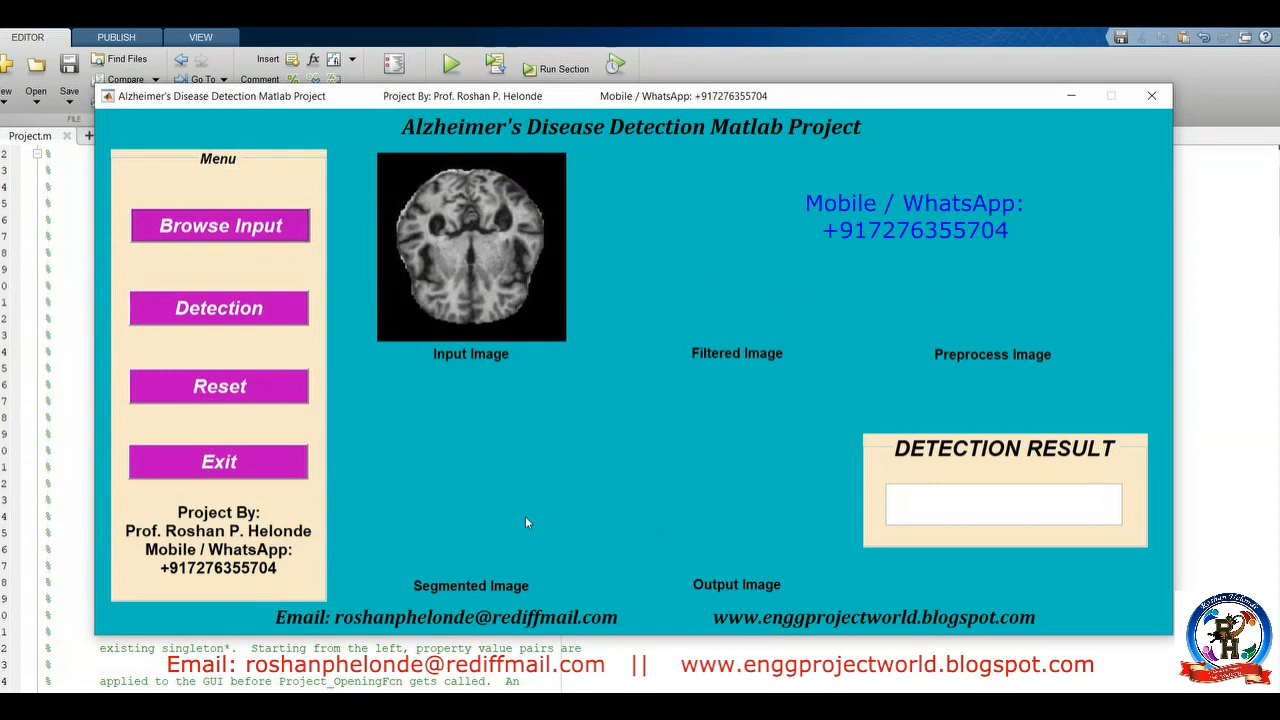 EDITOR
PUBLISH
VIEW
Find Files
Insert
fx
Compare
Go To
Comment
Open
Save
Run Section
FILE
Alzheimer's Disease Detection Matlab Project
Project By: Prof. Roshan P. Helonde
Mobile / WhatsApp: +917276355704
Project.m
Alzheimer's Disease Detection Matlab Project
Menu
Browse Input
Detection
Reset
Exit
Project By:
Prof. Roshan P. Helonde
Mobile / WhatsApp:
+917276355704
Mobile / WhatsApp:
+917276355704
Input Image
Filtered Image
Preprocess Image
DETECTION RESULT
Segmented Image
Output Image
Email: roshanphelonde@rediffmail.com
www.enggprojectworld.blogspot.com
existing singleton*. Starting from the left, property value pairs are
applied to the GUI before Project_OpeningFcn gets called. An
Email: roshanphelonde@rediffmail.com || www.enggprojectworld.blogspot.com
Roshan Helonde